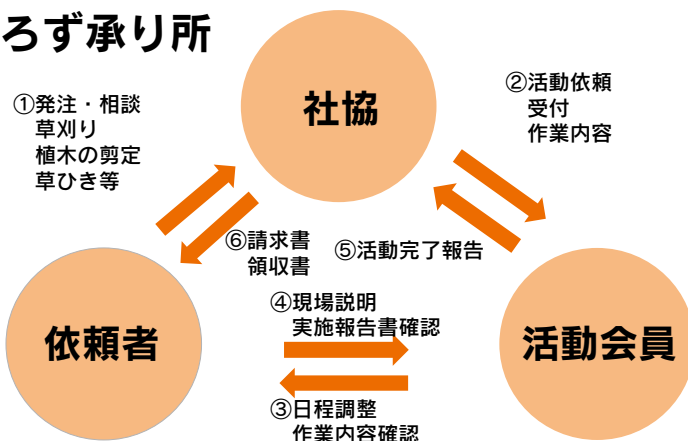 ろず承り所
社協
①発注・相談
草刈り
植木の剪定
草ひき等
②活動依頼
受付
作業内容
⑥請求書
領収書
⑤活動完了報告
④現場説明
実施報告書確認
依頼者
活動会員
③日程調整
作業内容確認